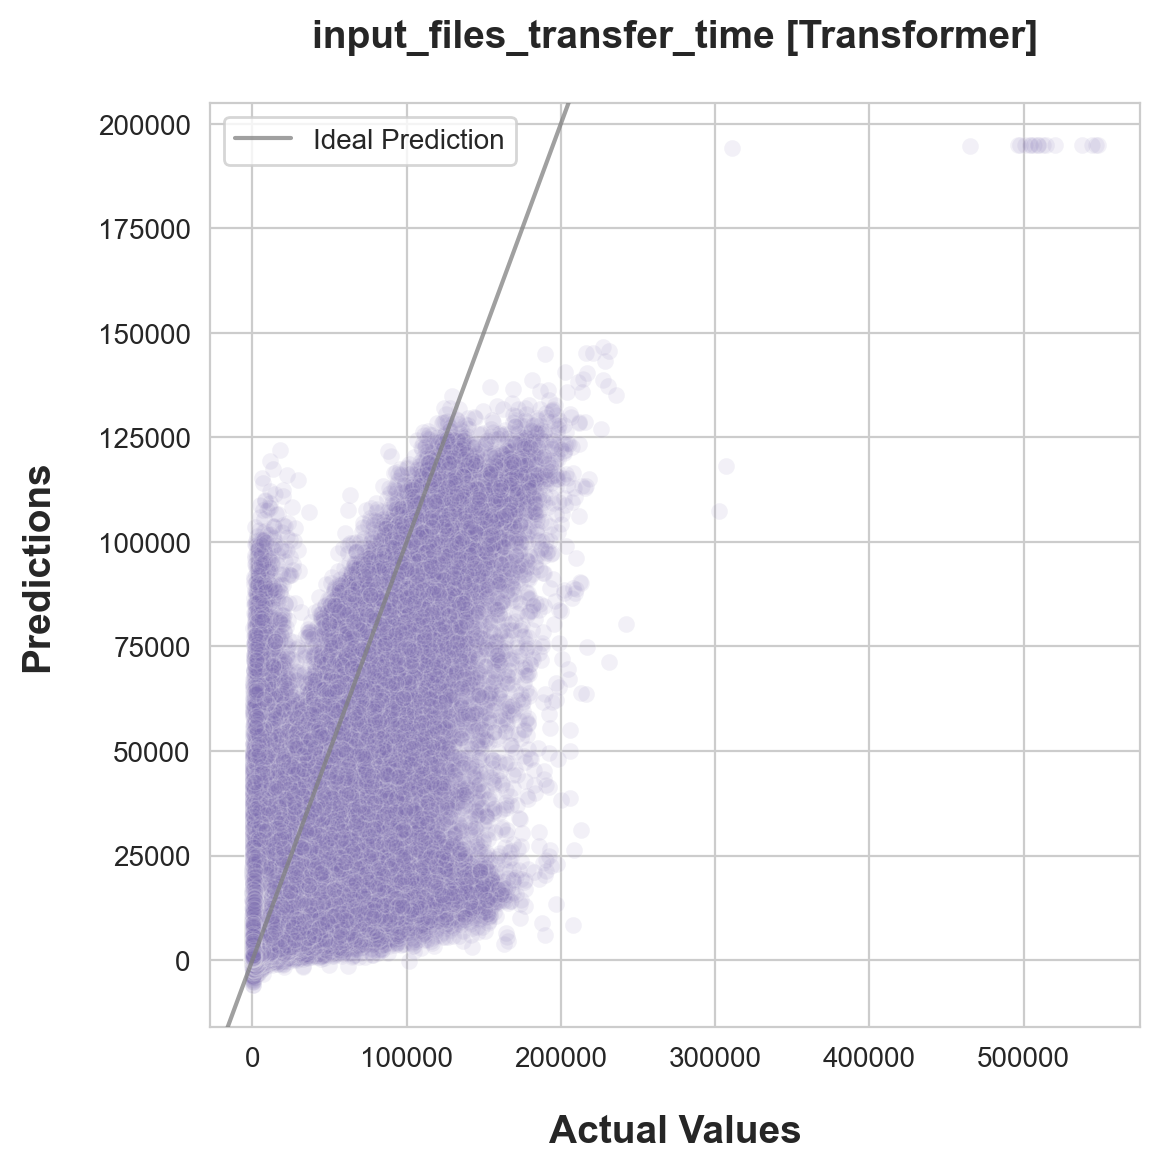 input_files_transfer_time [Transformer]
Ideal Prediction
200000
175000
150000
125000
100000
75000
50000
25000
0
Predictions
0 100000 200000 300000 400000 500000
Actual Values